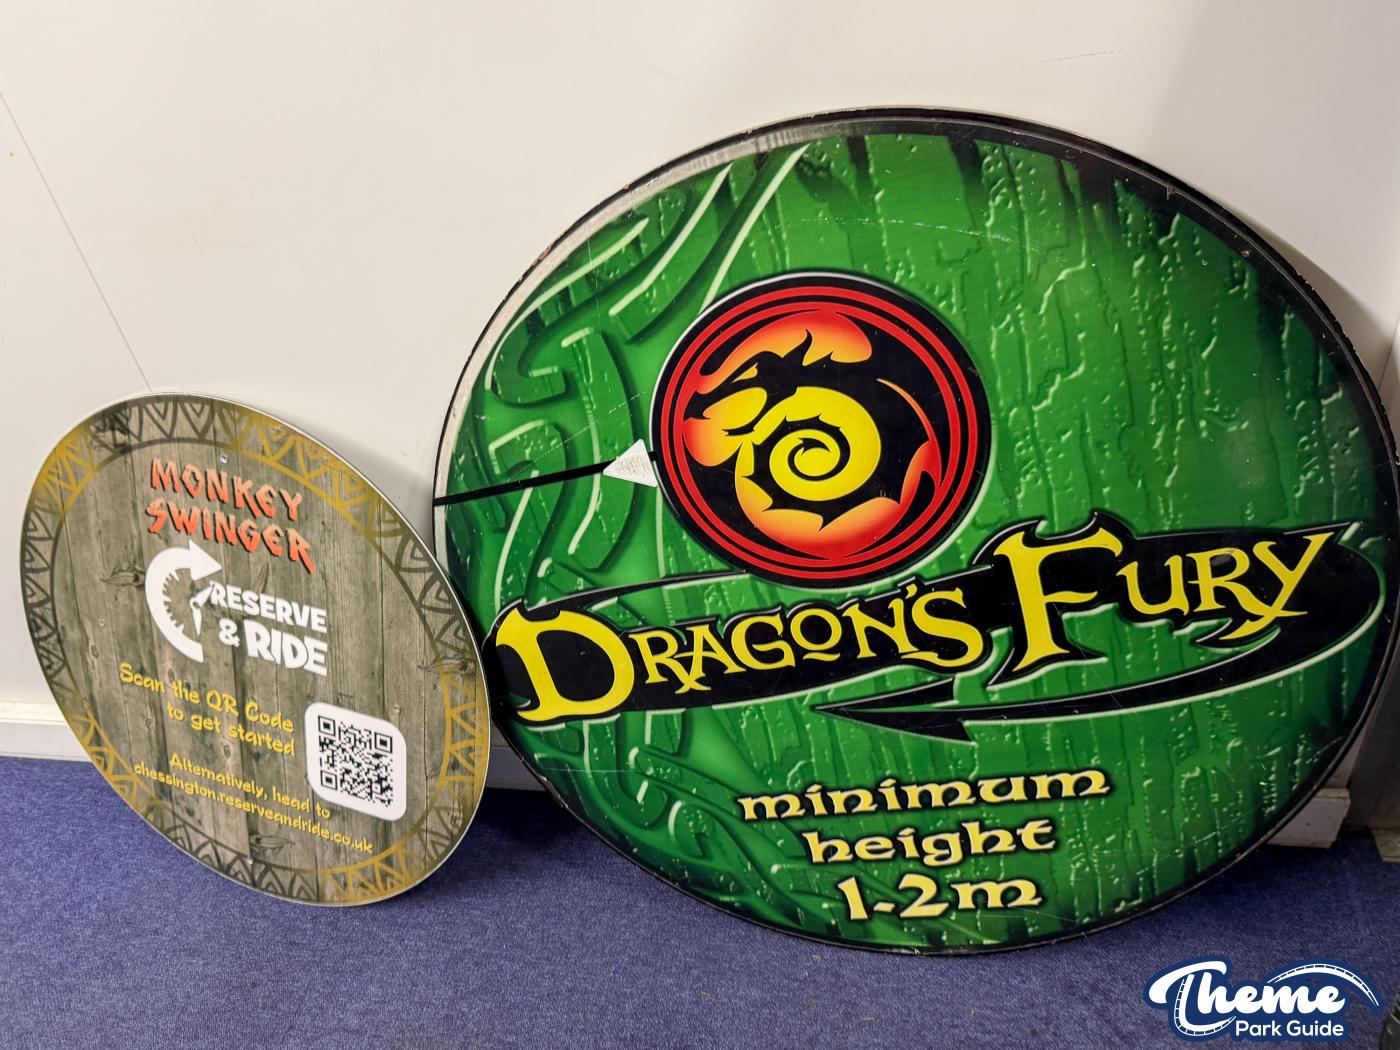 MONKEY
SWINGER
RESERVE
& RIDE
Scan the QR Code
to get started
Alternatively, head to
chessington.reserveandride.co.uk
DRAGON'S FURY
minimum
height
1.2m
Theme
Park Guide